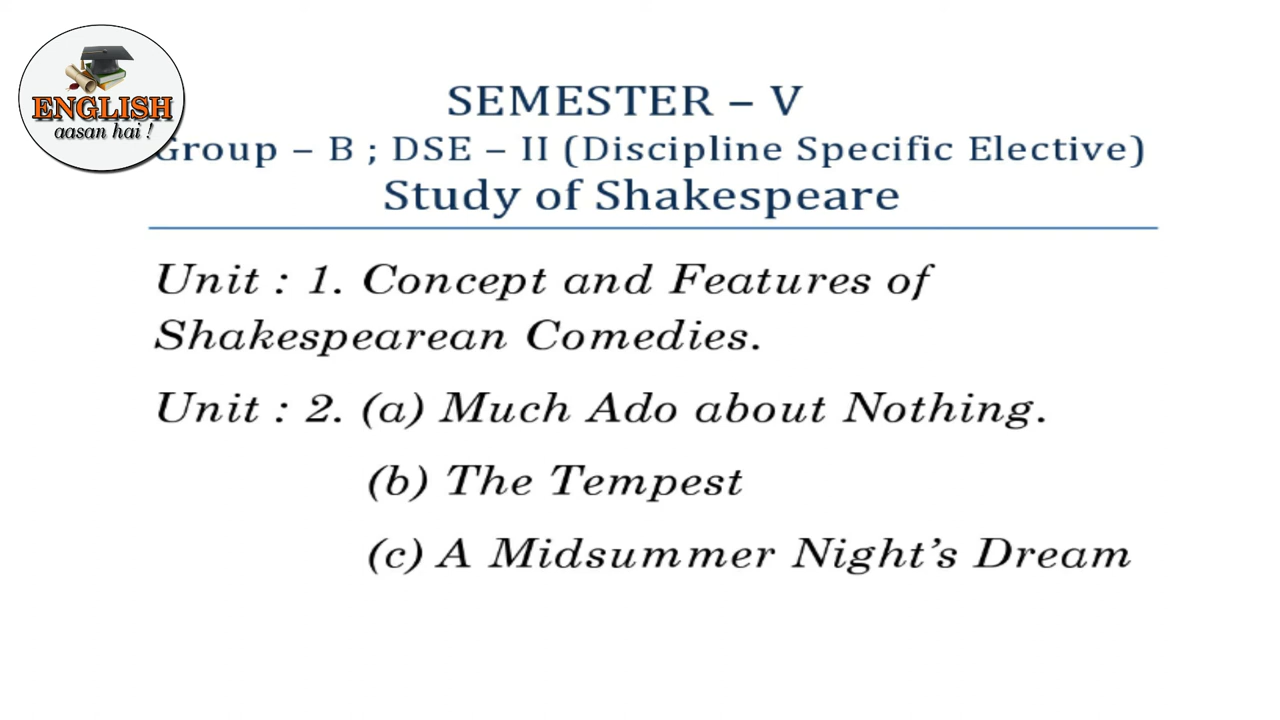 ENGLISH
aasan hai !
SEMESTER – V
Group – B ; DSE – II (Discipline Specific Elective)
Study of Shakespeare
Unit : 1. Concept and Features of
Shakespearean Comedies.
Unit : 2. (a) Much Ado about Nothing.
(b) The Tempest
(c) A Midsummer Night’s Dream